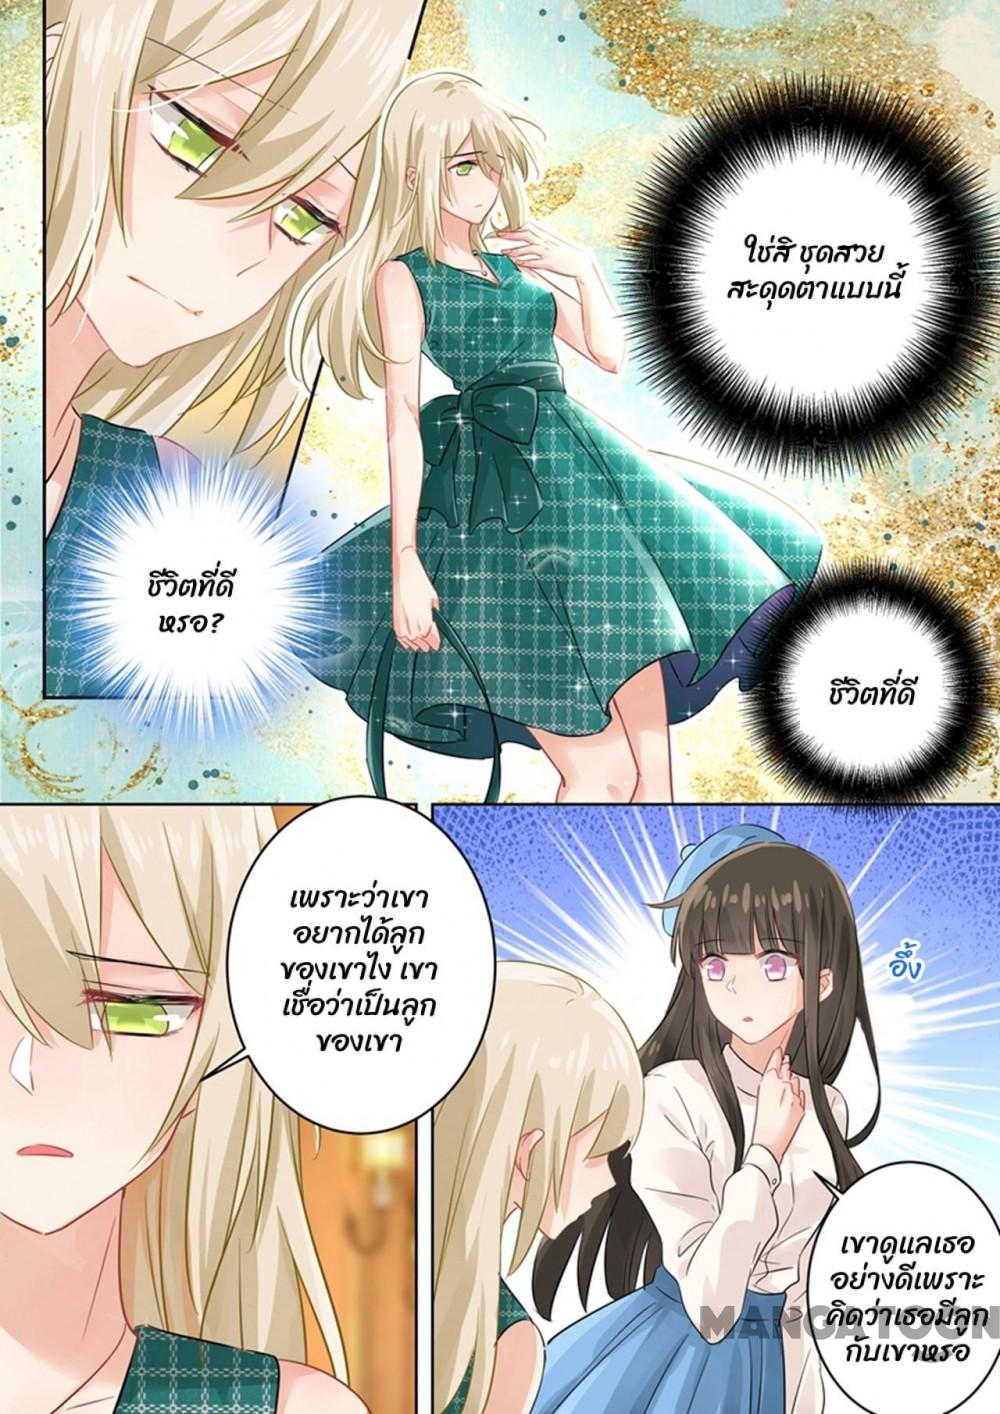 ใช่สิ ชุดสวย
สะดุดตาแบบนี้
ชีวิตที่ดี
หรอ?
ชีวิตที่ดี
เพราะว่าเขา
อยากได้ลูก
ของเขาไง เขา
เชื่อว่าเป็นลูก
ของเขา
อึ้ง
เขาดูแลเธอ
อย่างดีเพราะ
คิดว่าเธอมีลูก
กับเขาหรอ
MANGATOON